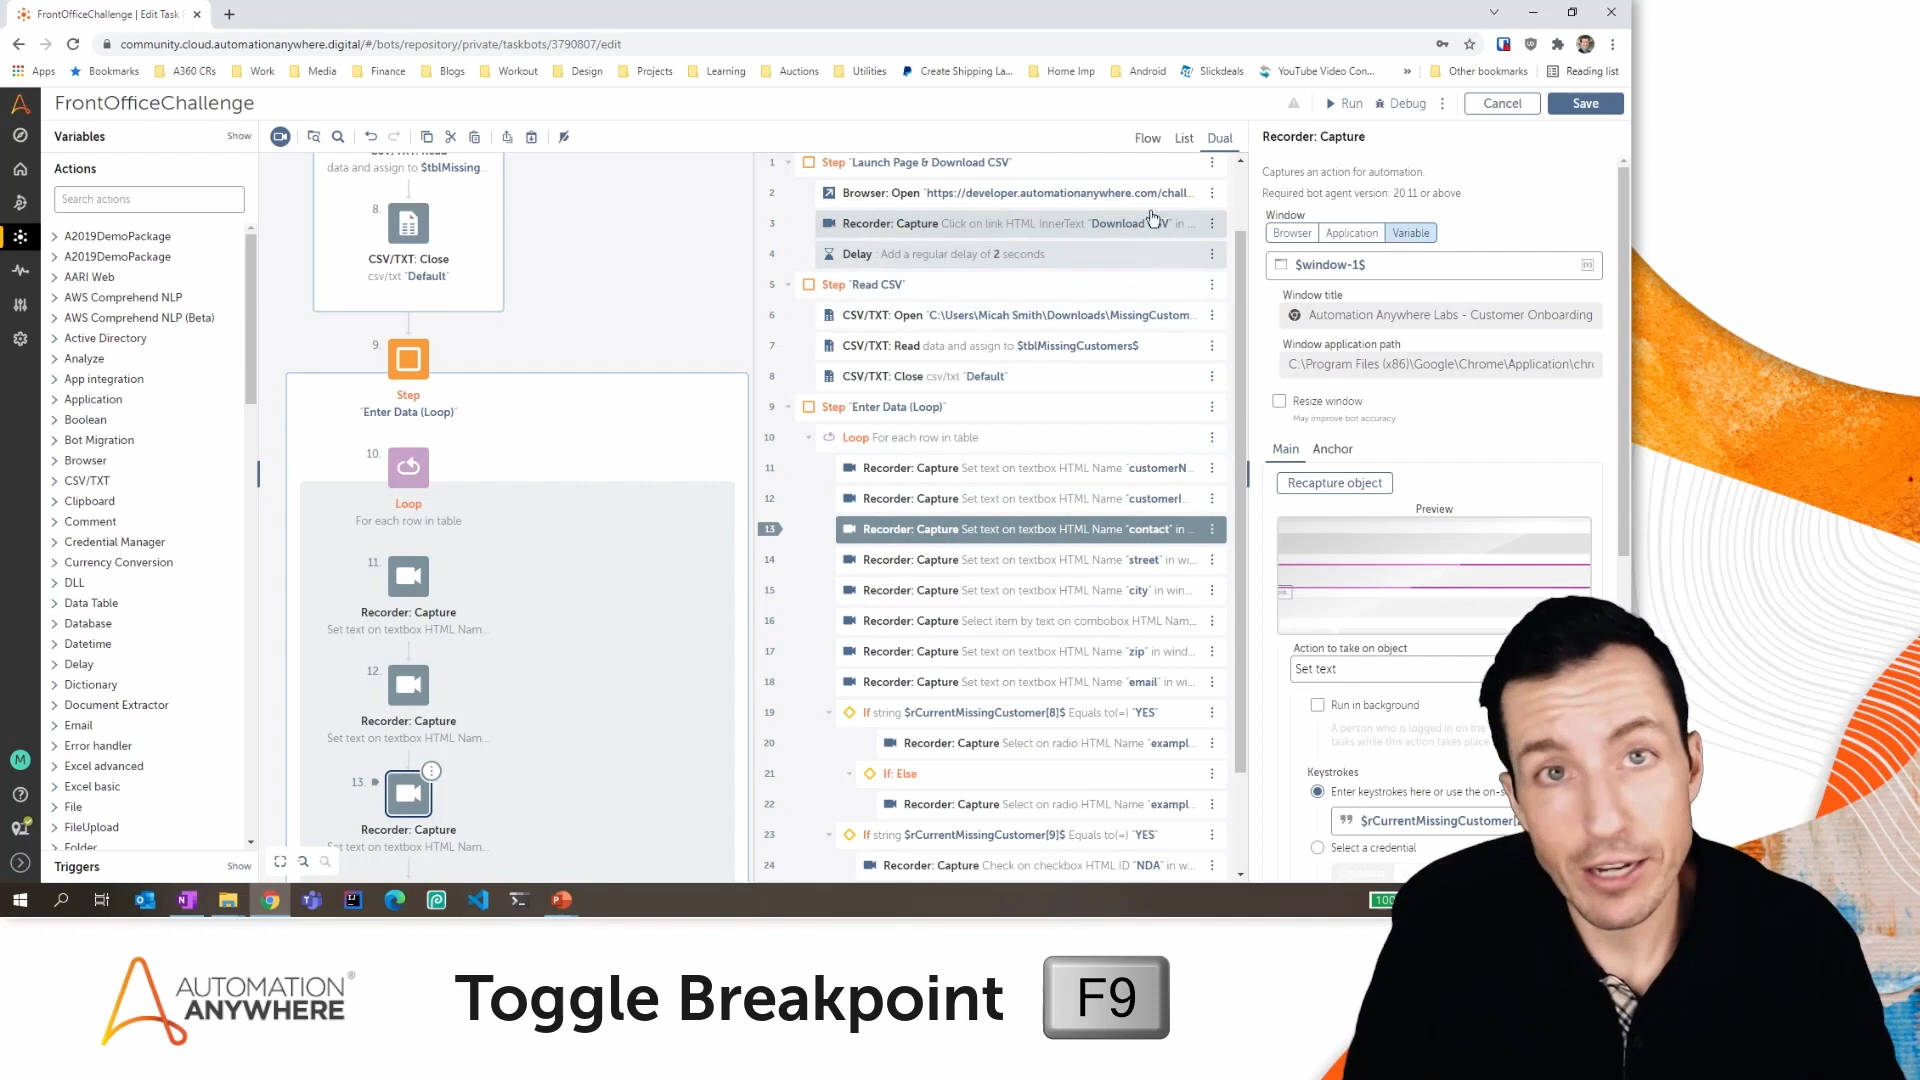 FrontOfficeChallenge | Edit Task
community.cloud.automationanywhere.digital/#/bots/repository/private/taskbots/3790807/edit
Apps Bookmarks A360 CRs Work Media Finance Blogs Workout Design Projects Learning Auctions Utilities Create Shipping La... Home Imp Android Slickdeals YouTube Video Con... » Other bookmarks Reading list
FrontOfficeChallenge
Run Debug Cancel Save
Variables Show
Flow List Dual
Actions
Search actions
A2019DemoPackage
A2019DemoPackage
AARI Web
AWS Comprehend NLP
AWS Comprehend NLP (Beta)
Active Directory
Analyze
App integration
Application
Boolean
Bot Migration
Browser
CSV/TXT
Clipboard
Comment
Credential Manager
Currency Conversion
DLL
Data Table
Database
Datetime
Delay
Dictionary
Document Extractor
Email
Error handler
Excel advanced
Excel basic
File
FileUpload
Folder
Triggers Show
M
data and assign to $tblMissing...
8.
CSV/TXT: Close
csv/txt "Default"
9.
Step
"Enter Data (Loop)"
10.
Loop
For each row in table
11.
Recorder: Capture
Set text on textbox HTML Nam...
12.
Recorder: Capture
Set text on textbox HTML Nam...
13.
Recorder: Capture
Set text on textbox HTML Nam...
1 Step "Launch Page & Download CSV"
2 Browser: Open "https://developer.automationanywhere.com/chall...
3 Recorder: Capture Click on link HTML InnerText "Download CSV" in ...
4 Delay : Add a regular delay of 2 seconds
5 Step "Read CSV"
6 CSV/TXT: Open "C:\Users\Micah Smith\Downloads\MissingCustom...
7 CSV/TXT: Read data and assign to $tblMissingCustomers$
8 CSV/TXT: Close csv/txt "Default"
9 Step "Enter Data (Loop)"
10 Loop For each row in table
11 Recorder: Capture Set text on textbox HTML Name "customerN...
12 Recorder: Capture Set text on textbox HTML Name "customerI...
13 Recorder: Capture Set text on textbox HTML Name "contact" in ...
14 Recorder: Capture Set text on textbox HTML Name "street" in wi...
15 Recorder: Capture Set text on textbox HTML Name "city" in win...
16 Recorder: Capture Select item by text on combobox HTML Nam...
17 Recorder: Capture Set text on textbox HTML Name "zip" in wind...
18 Recorder: Capture Set text on textbox HTML Name "email" in wi...
19 If string $rCurrentMissingCustomer[8]$ Equals to(=) "YES"
20 Recorder: Capture Select on radio HTML Name "exampl...
21 If: Else
22 Recorder: Capture Select on radio HTML Name "exampl...
23 If string $rCurrentMissingCustomer[9]$ Equals to(=) "YES"
24 Recorder: Capture Check on checkbox HTML ID "NDA" in w...
Recorder: Capture
Captures an action for automation.
Required bot agent version: 20.11 or above
Window
Browser Application Variable
$window-1$
Window title
Automation Anywhere Labs - Customer Onboarding
Window application path
C:\Program Files (x86)\Google\Chrome\Application\chr
Resize window
May improve bot accuracy
Main Anchor
Recapture object
Preview
Action to take on object
Set text
Run in background
A person who is logged in on the
tasks while this action takes place
Keystrokes
Enter keystrokes here or use the on-s
$rCurrentMissingCustomer[
Select a credential
100
AUTOMATION
ANYWHERE®
Toggle Breakpoint F9